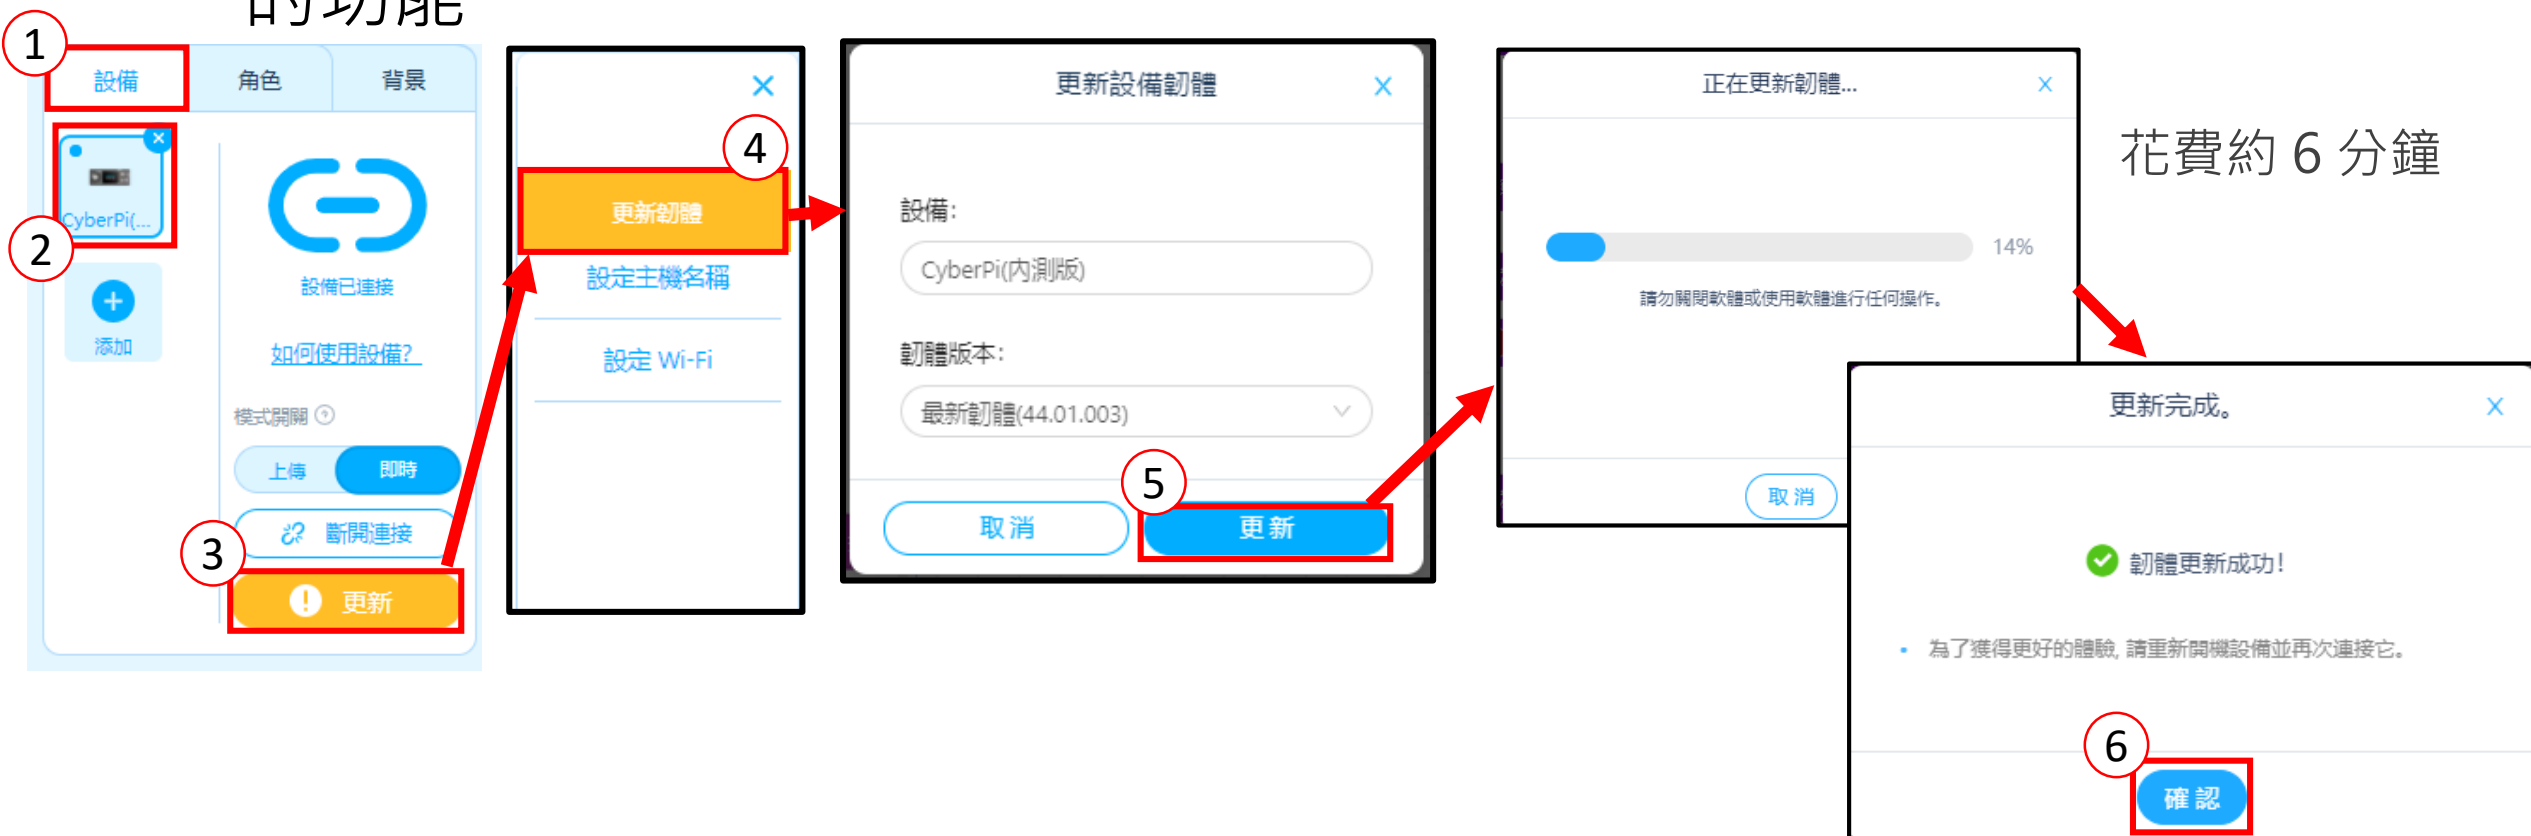 的功能
1
設備
角色
背景
CyberPi(...
2
添加
設備已連接
如何使用設備?
模式開關
上傳
即時
斷開連接
3
更新
4
更新韌體
設定主機名稱
設定 Wi-Fi
更新設備韌體
設備:
CyberPi(內測版)
韌體版本:
最新韌體(44.01.003)
5
取消
更新
正在更新韌體...
14%
請勿關閉軟體或使用軟體進行任何操作。
取消
花費約 6 分鐘
更新完成。
韌體更新成功!
為了獲得更好的體驗, 請重新開機設備並再次連接它。
6
確認